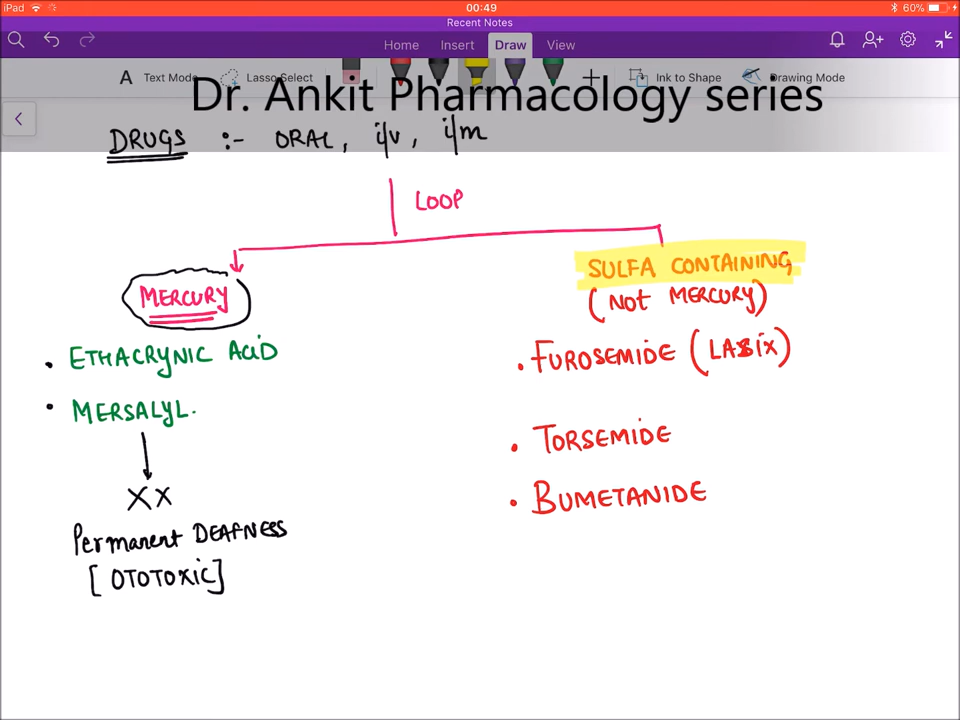 iPad 00:49 60%
Recent Notes
Home Insert Draw View
A Text Mode Lasso Select Ink to Shape Drawing Mode
Dr. Ankit Pharmacology series
DRUGS :- ORAL, i/v, i/m
LOOP
MERCURY
SULFA CONTAINING
(NOT MERCURY)
• ETHACRYNIC ACID
• FUROSEMIDE (LASIX)
• MERSALYL.
• TORSEMIDE
• BUMETANIDE
XX
Permanent DEAFNESS
[OTOTOXIC]